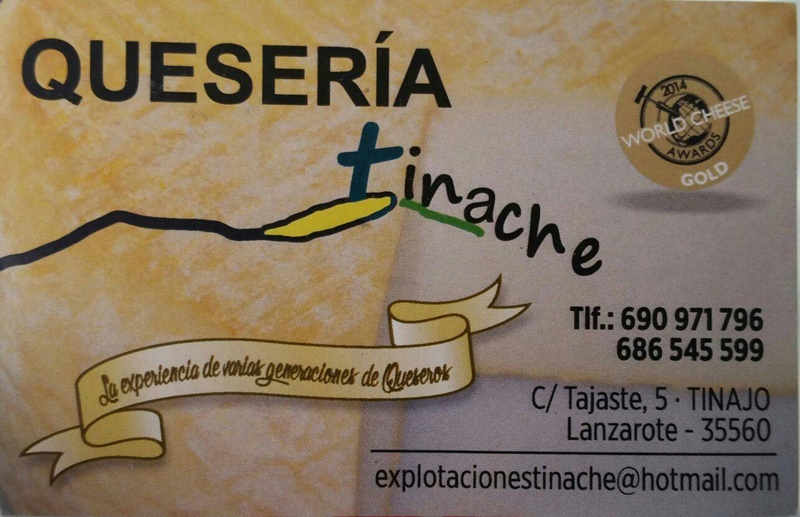 QUESERÍA
tinache
2014
WORLD CHEESE
AWARDS
GOLD
La experiencia de varias generaciones de Queseros
Tlf.: 690 971 796
686 545 599
C/ Tajaste, 5 · TINAJO
Lanzarote - 35560
explotacionestinache@hotmail.com